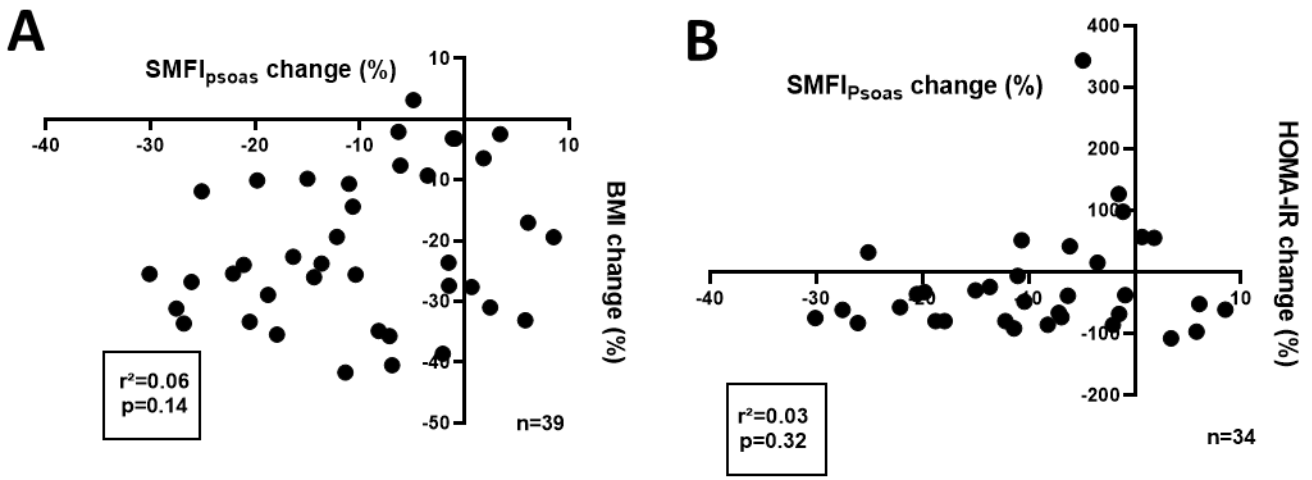 A
SMFIpsoas change (%)
10
-40
-30
-20
-10
10
-10
-20
-30
-40
-50
BMI change (%)
r²=0.06
p=0.14
n=39
B
SMFIPsoas change (%)
400
300
200
100
-40
-30
-20
-10
10
-100
-200
HOMA-IR change (%)
r²=0.03
p=0.32
n=34